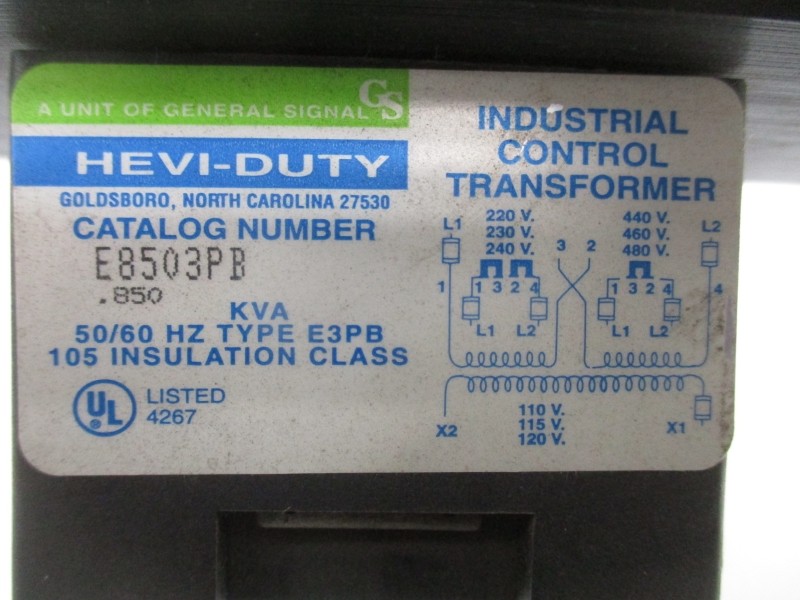 A UNIT OF GENERAL SIGNAL GS
HEVI-DUTY
GOLDSBORO, NORTH CAROLINA 27530
CATALOG NUMBER
E8503PB
.850
KVA
50/60 HZ TYPE E3PB
105 INSULATION CLASS
UL
LISTED
4267
INDUSTRIAL
CONTROL
TRANSFORMER
L1 220 V. 440 V. L2
230 V. 3 2 460 V.
240 V. 480 V.
1 1 3 2 4 1 3 2 4 4
L1 L2 L1 L2
X2 110 V. X1
115 V.
120 V.